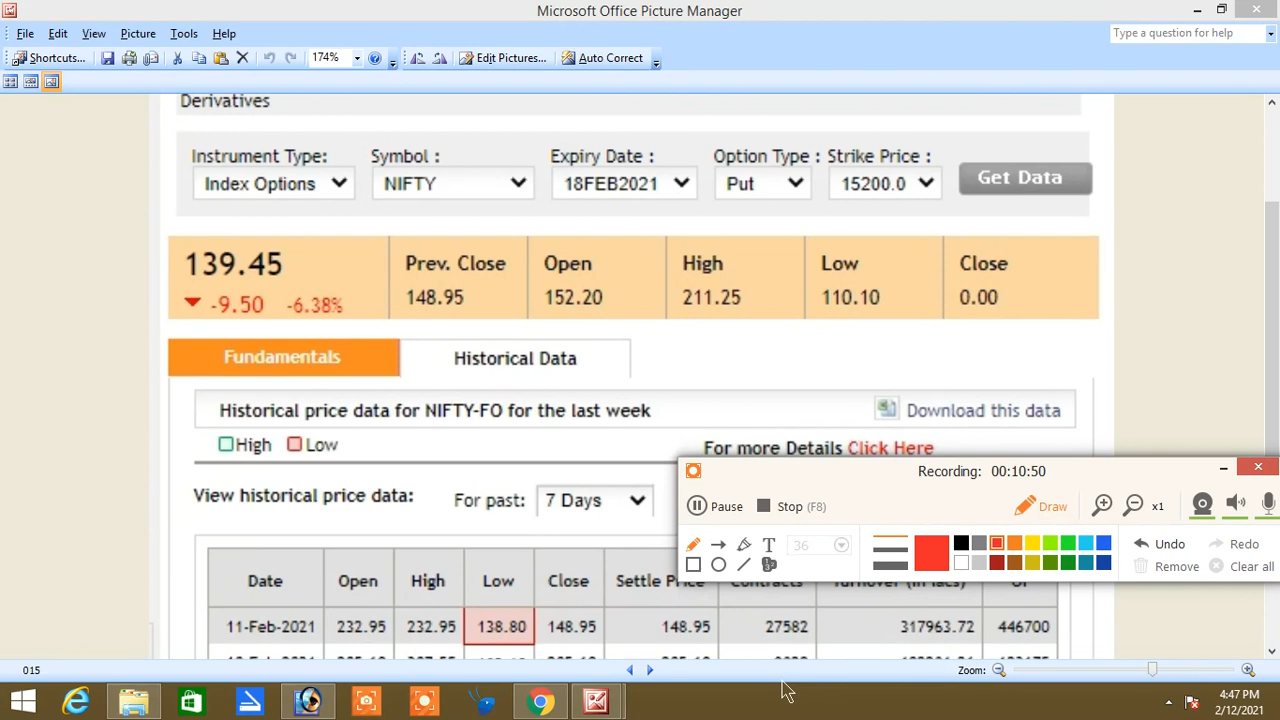 Microsoft Office Picture Manager
File Edit View Picture Tools Help
Type a question for help
Shortcuts... 174% Edit Pictures... Auto Correct
Derivatives
Instrument Type: Symbol : Expiry Date : Option Type : Strike Price :
Index Options NIFTY 18FEB2021 Put 15200.0 Get Data
139.45 Prev. Close Open High Low Close
-9.50 -6.38% 148.95 152.20 211.25 110.10 0.00
Fundamentals Historical Data
Historical price data for NIFTY-FO for the last week Download this data
High Low
For more Details Click Here
Recording: 00:10:50
View historical price data: For past: 7 Days
Pause Stop (F8) Draw x1
T 36 Undo Redo
Remove Clear all
Date Open High Low Close Settle Price Contracts Turnover (in lacs)
11-Feb-2021 232.95 232.95 138.80 148.95 148.95 27582 317963.72 446700
015 Zoom:
4:47 PM
2/12/2021